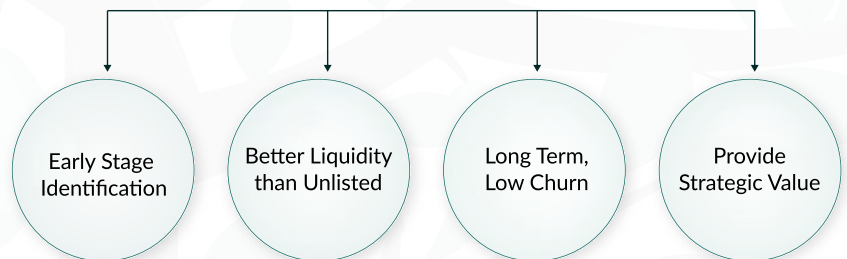 Early Stage
Identification
Better Liquidity
than Unlisted
Long Term,
Low Churn
Provide
Strategic Value